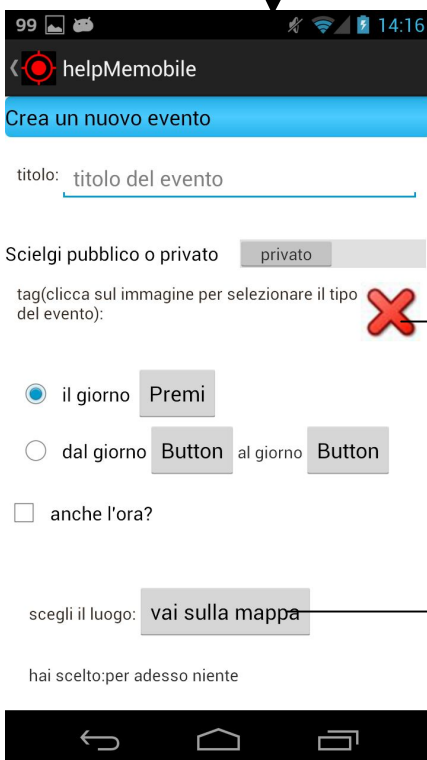 99 14:16
helpMemobile
Crea un nuovo evento
titolo: titolo del evento
Scielgi pubblico o privato privato
tag(clicca sul immagine per selezionare il tipo
del evento):
il giorno Premi
dal giorno Button al giorno Button
anche l'ora?
scegli il luogo: vai sulla mappa
hai scelto:per adesso niente